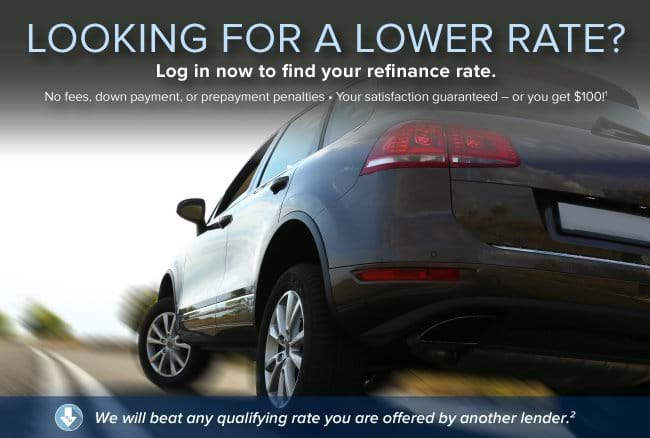 LOOKING FOR A LOWER RATE?
Log in now to find your refinance rate.
No fees, down payment, or prepayment penalties • Your satisfaction guaranteed – or you get $100!¹
We will beat any qualifying rate you are offered by another lender.²